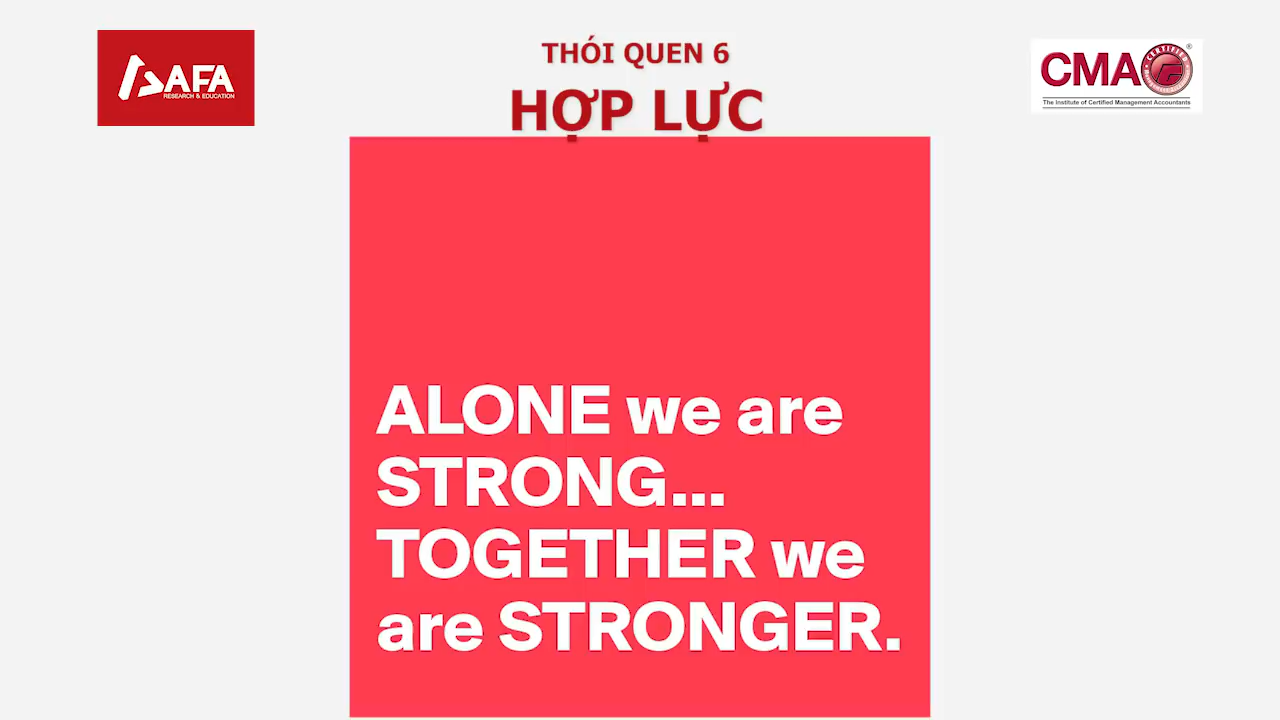 AFA
RESEARCH & EDUCATION
THÓI QUEN 6
HỢP LỰC
CMA
CERTIFIED
®
The Institute of Certified Management Accountants
ALONE we are
STRONG...
TOGETHER we
are STRONGER.